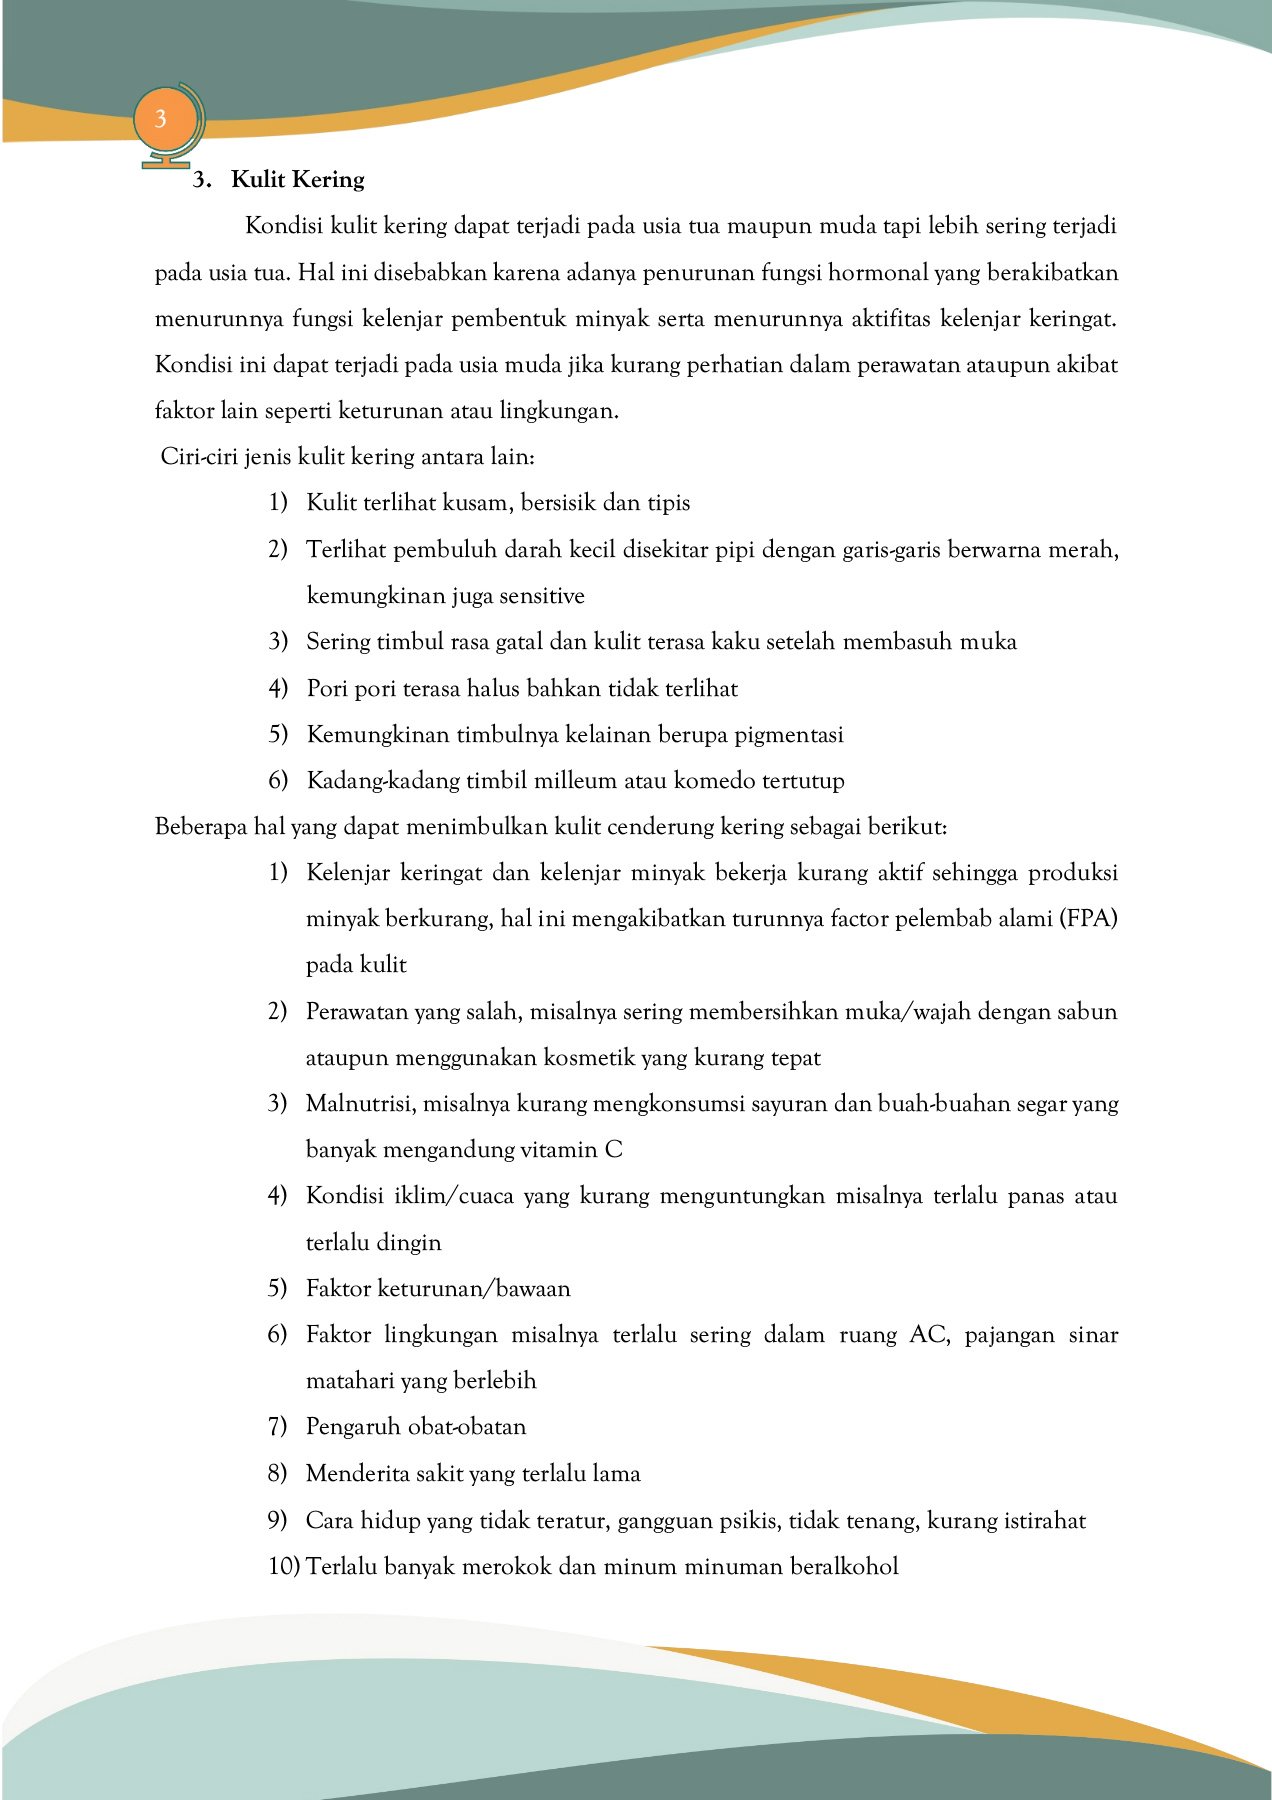 3
3. Kulit Kering
Kondisi kulit kering dapat terjadi pada usia tua maupun muda tapi lebih sering terjadi
pada usia tua. Hal ini disebabkan karena adanya penurunan fungsi hormonal yang berakibatkan
menurunnya fungsi kelenjar pembentuk minyak serta menurunnya aktifitas kelenjar keringat.
Kondisi ini dapat terjadi pada usia muda jika kurang perhatian dalam perawatan ataupun akibat
faktor lain seperti keturunan atau lingkungan.
Ciri-ciri jenis kulit kering antara lain:
1) Kulit terlihat kusam, bersisik dan tipis
2) Terlihat pembuluh darah kecil disekitar pipi dengan garis-garis berwarna merah,
kemungkinan juga sensitive
3) Sering timbul rasa gatal dan kulit terasa kaku setelah membasuh muka
4) Pori pori terasa halus bahkan tidak terlihat
5) Kemungkinan timbulnya kelainan berupa pigmentasi
6) Kadang-kadang timbil milleum atau komedo tertutup
Beberapa hal yang dapat menimbulkan kulit cenderung kering sebagai berikut:
1) Kelenjar keringat dan kelenjar minyak bekerja kurang aktif sehingga produksi
minyak berkurang, hal ini mengakibatkan turunnya factor pelembab alami (FPA)
pada kulit
2) Perawatan yang salah, misalnya sering membersihkan muka/wajah dengan sabun
ataupun menggunakan kosmetik yang kurang tepat
3) Malnutrisi, misalnya kurang mengkonsumsi sayuran dan buah-buahan segar yang
banyak mengandung vitamin C
4) Kondisi iklim/cuaca yang kurang menguntungkan misalnya terlalu panas atau
terlalu dingin
5) Faktor keturunan/bawaan
6) Faktor lingkungan misalnya terlalu sering dalam ruang AC, pajangan sinar
matahari yang berlebih
7) Pengaruh obat-obatan
8) Menderita sakit yang terlalu lama
9) Cara hidup yang tidak teratur, gangguan psikis, tidak tenang, kurang istirahat
10) Terlalu banyak merokok dan minum minuman beralkohol